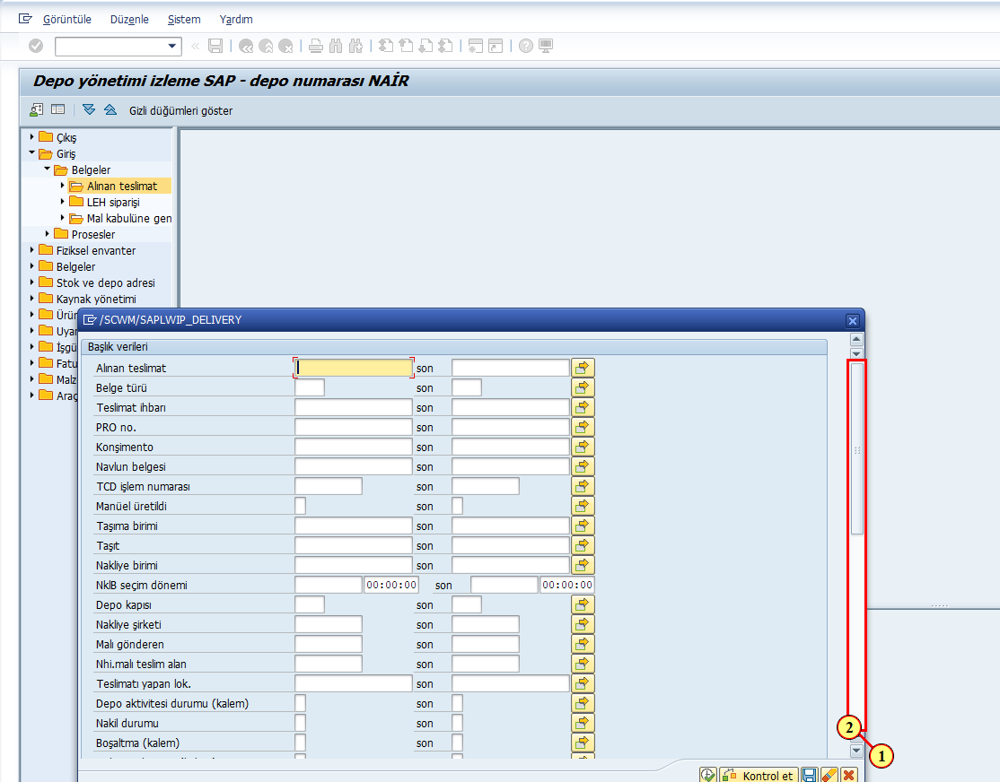 Görüntüle Düzenle Sistem Yardım
Depo yönetimi izleme SAP - depo numarası NAİR
Gizli düğümleri göster
Çıkış
Giriş
Belgeler
Alınan teslimat
LEH siparişi
Mal kabulüne gen
Prosesler
Fiziksel envanter
Belgeler
Stok ve depo adresi
Kaynak yönetimi
Ürür
Uyar
İşgü
Fatu
Malz
Araç
/SCWM/SAPLWIP_DELIVERY
Başlık verileri
Alınan teslimat son
Belge türü son
Teslimat ihbarı son
PRO no. son
Konşimento son
Navlun belgesi son
TCD işlem numarası son
Manüel üretildi son
Taşıma birimi son
Taşıt son
Nakliye birimi son
NklB seçim dönemi 00:00:00 son 00:00:00
Depo kapısı son
Nakliye şirketi son
Malı gönderen son
Nhi.malı teslim alan son
Teslimatı yapan lok. son
Depo aktivitesi durumu (kalem) son
Nakil durumu son
Boşaltma (kalem) son
2
1
Kontrol et